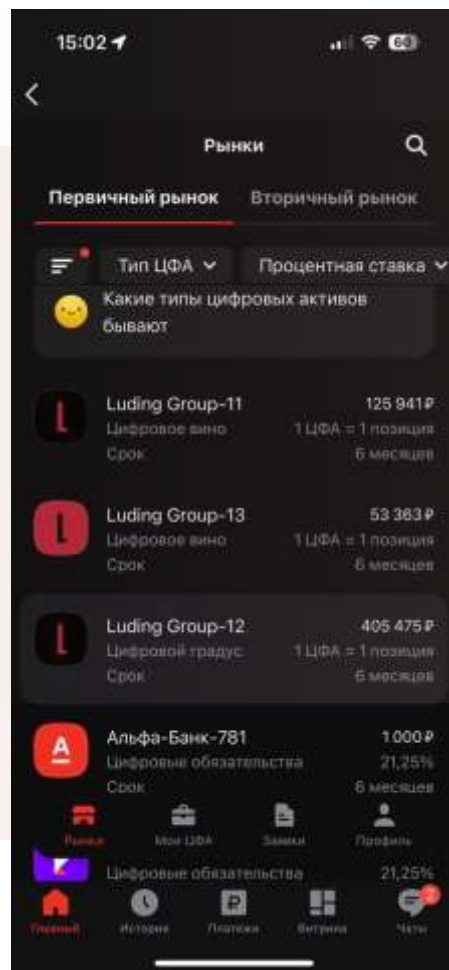 15:02
60
Рынки
Первичный рынок Вторичный рынок
Тип ЦФА Процентная ставка
Какие типы цифровых активов
бывают
Luding Group-11 125 941 ₽
Цифровое вино 1 ЦФА = 1 позиция
Срок 6 месяцев
Luding Group-13 53 363 ₽
Цифровое вино 1 ЦФА = 1 позиция
Срок 6 месяцев
Luding Group-12 405 475 ₽
Цифровой градус 1 ЦФА = 1 позиция
Срок 6 месяцев
А Альфа-Банк-781 1 000 ₽
Цифровые обязательства 21,25%
Срок 6 месяцев
Рынки Мои ЦФА Заявки Профиль
Цифровые обязательства 21,25%
2
Главный История Платежи Витрина Чаты